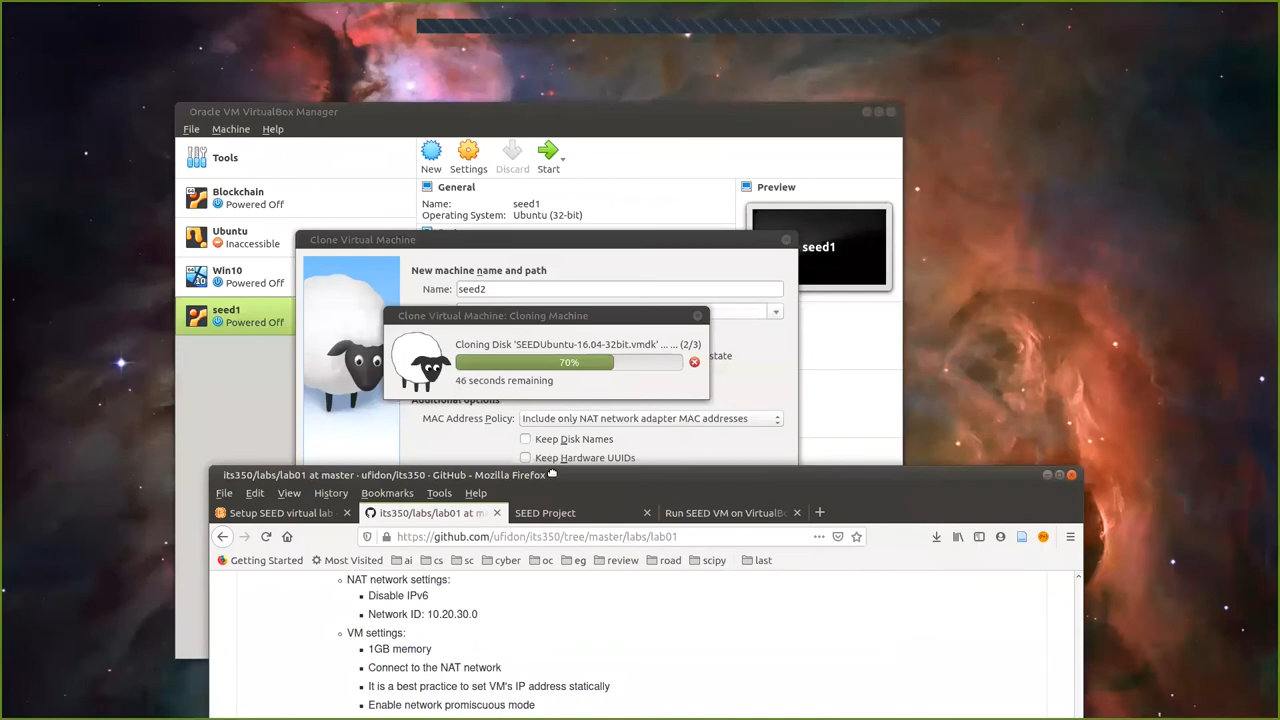 Oracle VM VirtualBox Manager
File Machine Help
Tools
New Settings Discard Start
Blockchain
Powered Off
Ubuntu
Inaccessible
Win10
Powered Off
seed1
Powered Off
General
Name: seed1
Operating System: Ubuntu (32-bit)
Preview
seed1
Clone Virtual Machine
New machine name and path
Name: seed2
Clone Virtual Machine: Cloning Machine
Cloning Disk 'SEEDUbuntu-16.04-32bit.vmdk' ... ... (2/3)
70%
46 seconds remaining
state
Additional options
MAC Address Policy: Include only NAT network adapter MAC addresses
Keep Disk Names
Keep Hardware UUIDs
its350/labs/lab01 at master · ufidon/its350 · GitHub - Mozilla Firefox
File Edit View History Bookmarks Tools Help
Setup SEED virtual lab
its350/labs/lab01 at m
SEED Project
Run SEED VM on VirtualBo
https://github.com/ufidon/its350/tree/master/labs/lab01
Getting Started Most Visited ai cs sc cyber oc eg review road scipy last
NAT network settings:
Disable IPv6
Network ID: 10.20.30.0
VM settings:
1GB memory
Connect to the NAT network
It is a best practice to set VM's IP address statically
Enable network promiscuous mode